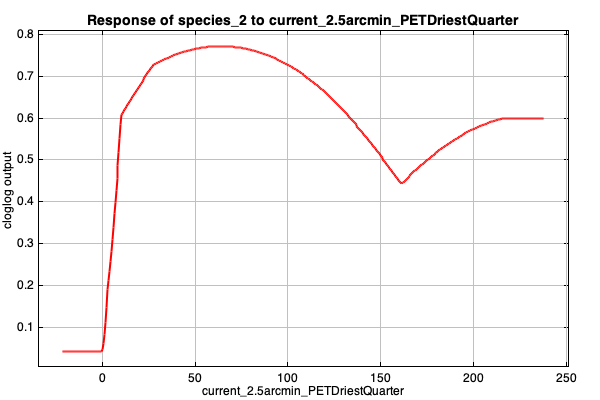 Response of species_2 to current_2.5arcmin_PETDriestQuarter
cloglog output
0.8
0.7
0.6
0.5
0.4
0.3
0.2
0.1
0 50 100 150 200 250
current_2.5arcmin_PETDriestQuarter